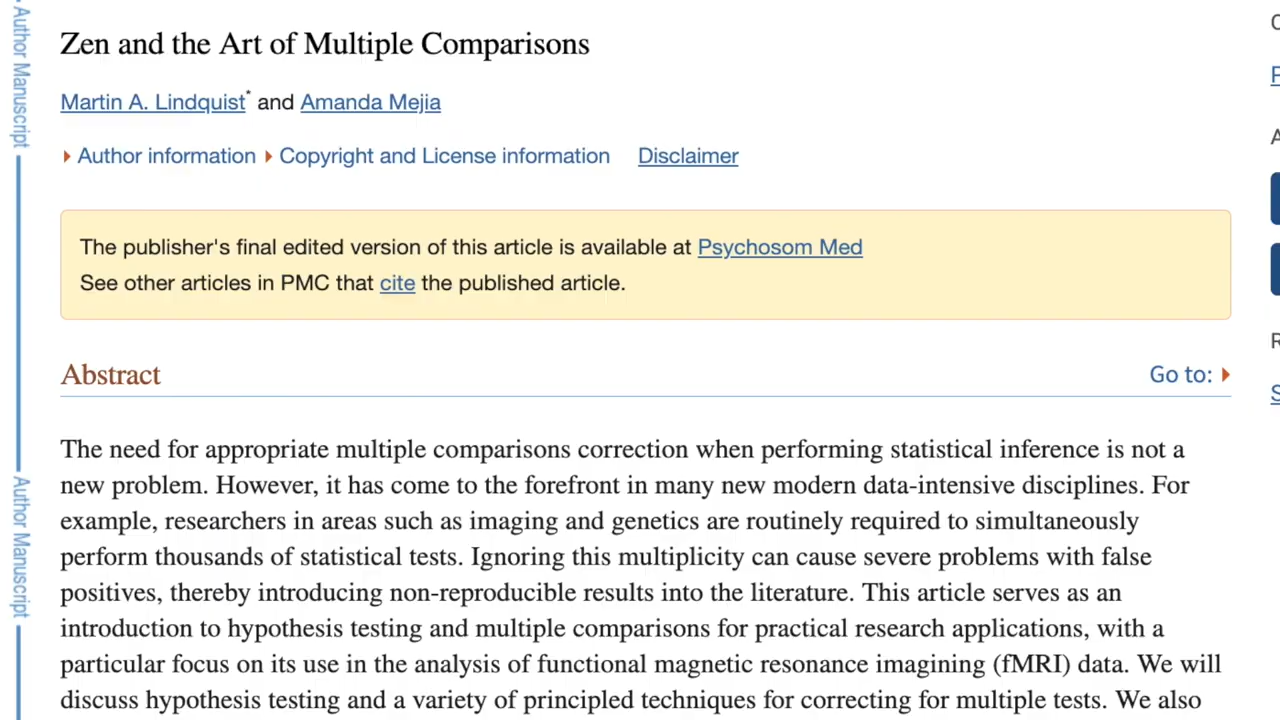 Zen and the Art of Multiple Comparisons
Martin A. Lindquist* and Amanda Mejia
Author information Copyright and License information Disclaimer
The publisher's final edited version of this article is available at Psychosom Med
See other articles in PMC that cite the published article.
Abstract
Go to:
The need for appropriate multiple comparisons correction when performing statistical inference is not a
new problem. However, it has come to the forefront in many new modern data-intensive disciplines. For
example, researchers in areas such as imaging and genetics are routinely required to simultaneously
perform thousands of statistical tests. Ignoring this multiplicity can cause severe problems with false
positives, thereby introducing non-reproducible results into the literature. This article serves as an
introduction to hypothesis testing and multiple comparisons for practical research applications, with a
particular focus on its use in the analysis of functional magnetic resonance imagining (fMRI) data. We will
discuss hypothesis testing and a variety of principled techniques for correcting for multiple tests. We also
Author Manuscript
Author Manuscript